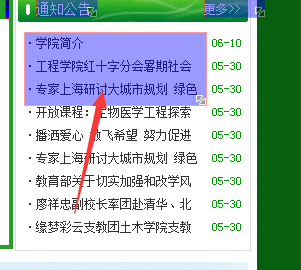 通知公告 更多>>
· 学院简介 06-10
· 工程学院红十字分会署期社会 05-30
· 专家上海研讨大城市规划 绿色 05-30
· 开放课程：生物医学工程探索 05-30
· 播洒爱心 放飞希望 努力促进 05-30
· 专家上海研讨大城市规划 绿色 05-30
· 教育部关于切实加强和改学风 05-30
· 廖祥忠副校长率团赴清华、北 05-30
· 缘梦彩云支教团土木学院支教 05-30